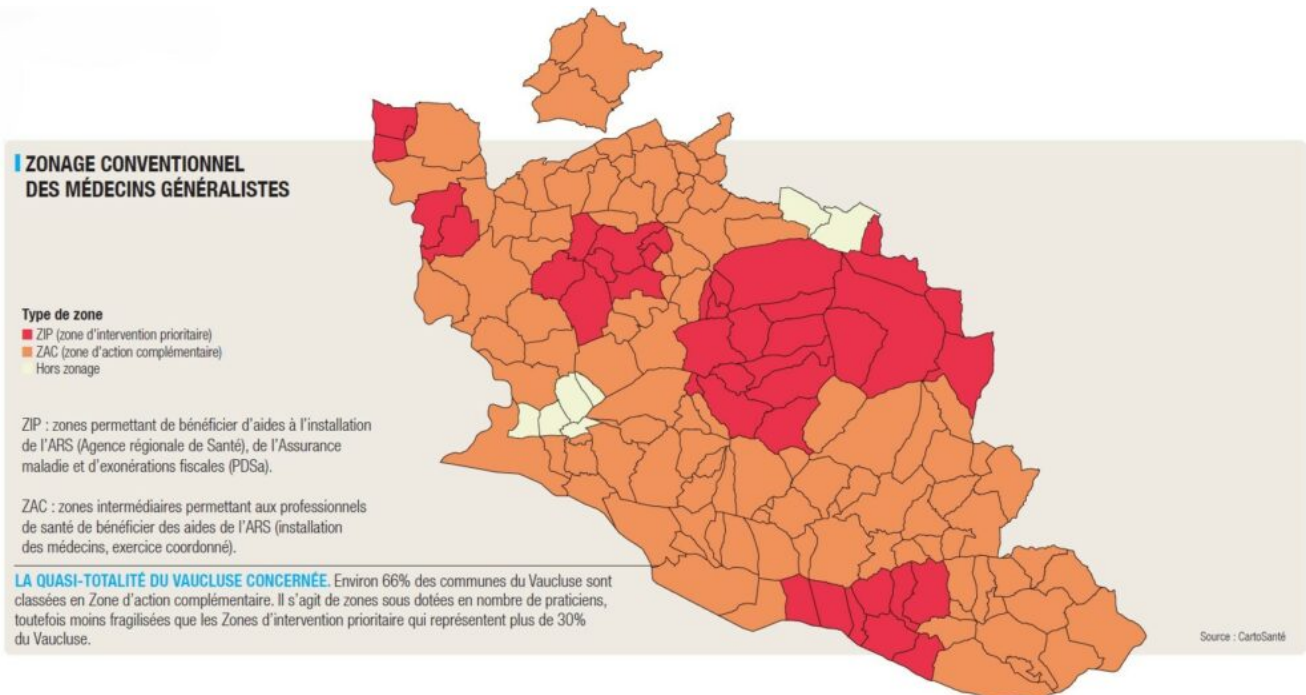 ZONAGE CONVENTIONNEL
DES MÉDECINS GÉNÉRALISTES
Type de zone
ZIP (zone d'intervention prioritaire)
ZAC (zone d'action complémentaire)
Hors zonage
ZIP : zones permettant de bénéficier d'aides à l'installation
de l'ARS (Agence régionale de Santé), de l'Assurance
maladie et d'exonérations fiscales (PDSa).
ZAC : zones intermédiaires permettant aux professionnels
de santé de bénéficier des aides de l'ARS (installation
des médecins, exercice coordonné).
LA QUASI-TOTALITÉ DU VAUCLUSE CONCERNÉE. Environ 66% des communes du Vaucluse sont
classées en Zone d'action complémentaire. Il s'agit de zones sous dotées en nombre de praticiens,
toutefois moins fragilisées que les Zones d'intervention prioritaire qui représentent plus de 30%
du Vaucluse.
Source : CartoSanté